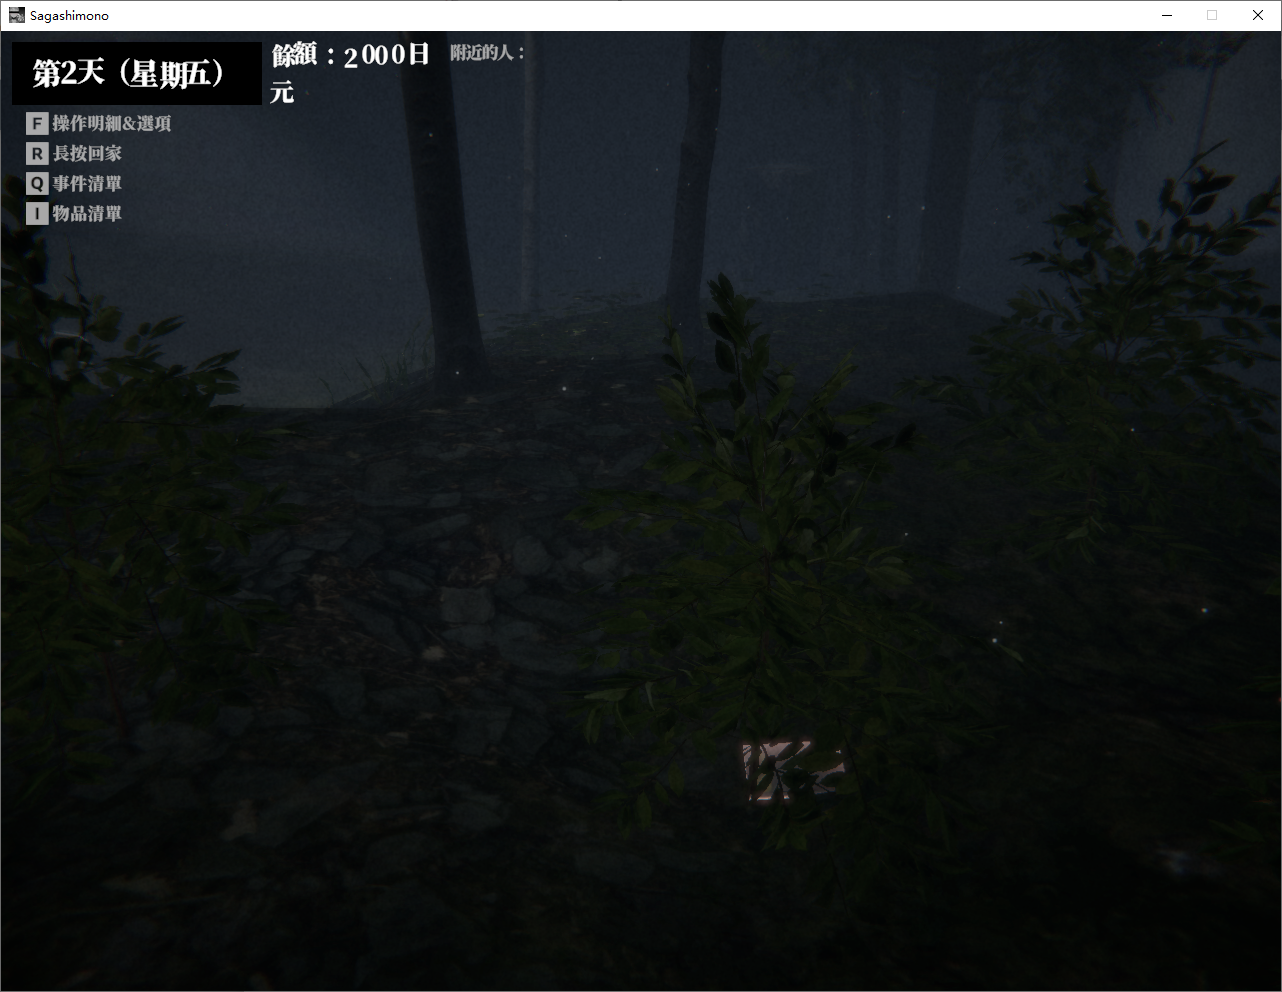 Sagashimono
第2天（星期五）
餘額：2000日
元
附近的人：
F 操作明細&選項
R 長按回家
Q 事件清單
I 物品清單